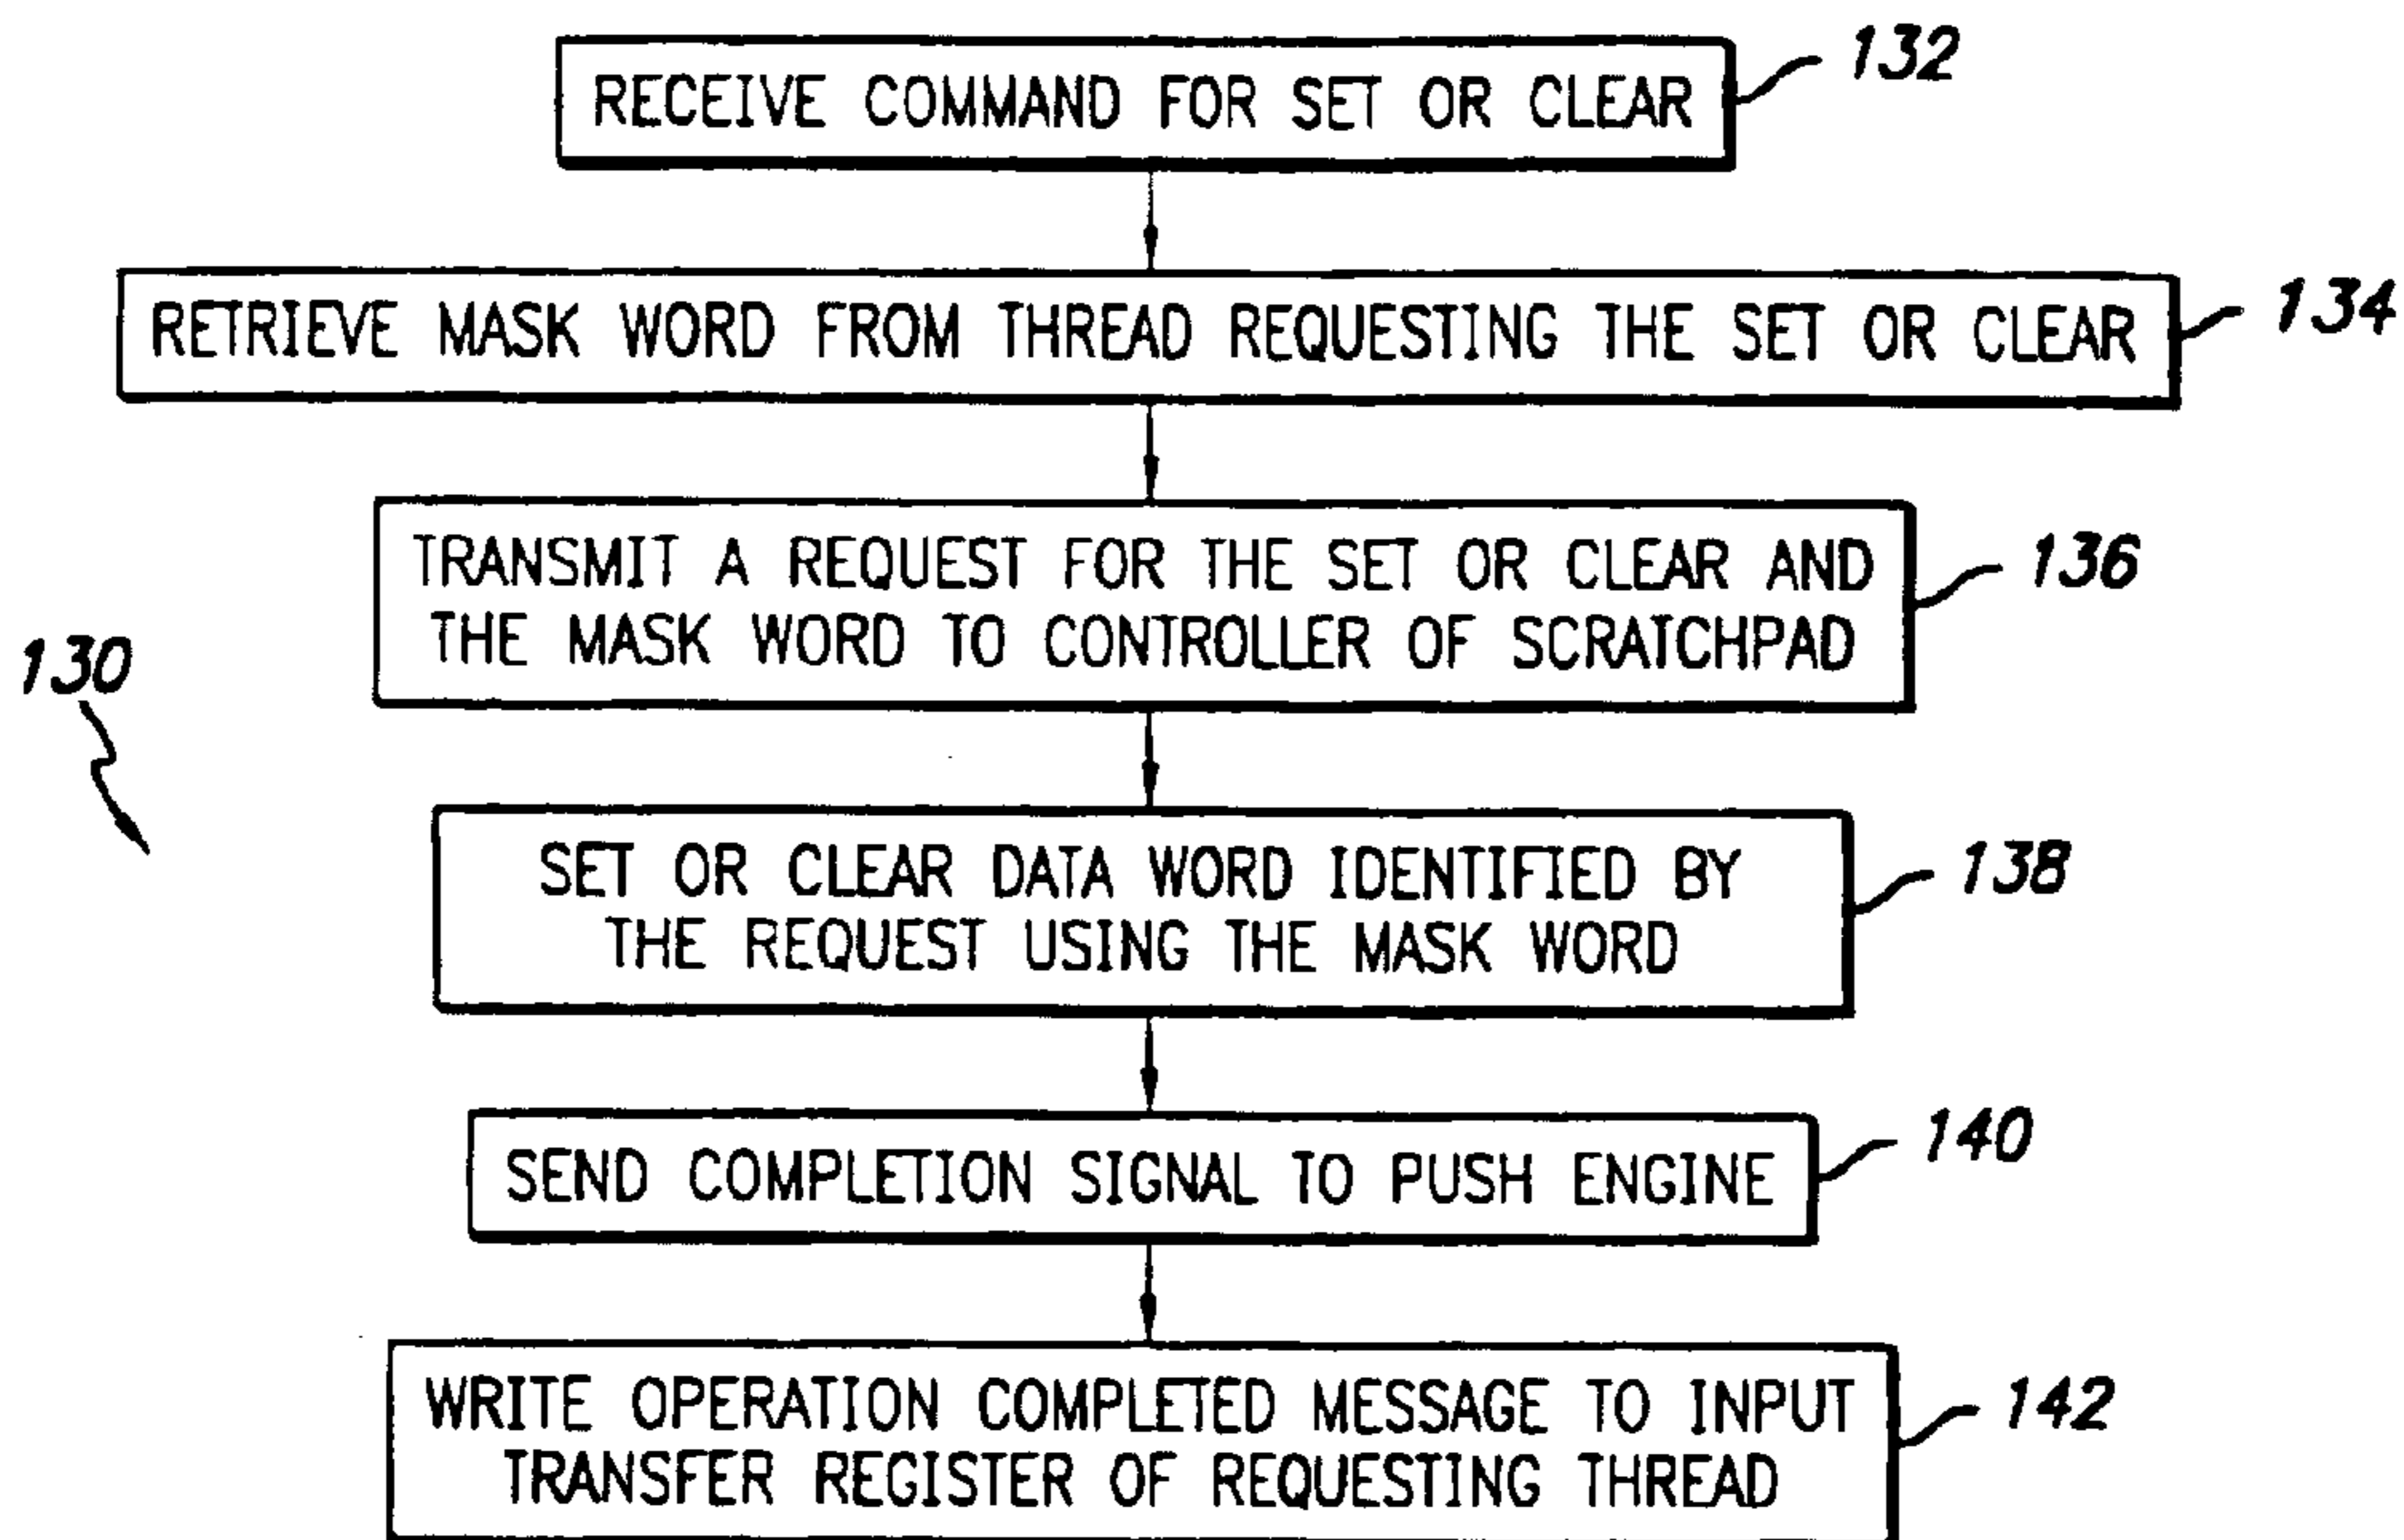 RECEIVE COMMAND FOR SET OR CLEAR
132
RETRIEVE MASK WORD FROM THREAD REQUESTING THE SET OR CLEAR
134
TRANSMIT A REQUEST FOR THE SET OR CLEAR AND
THE MASK WORD TO CONTROLLER OF SCRATCHPAD
136
130
SET OR CLEAR DATA WORD IDENTIFIED BY
THE REQUEST USING THE MASK WORD
138
SEND COMPLETION SIGNAL TO PUSH ENGINE
140
WRITE OPERATION COMPLETED MESSAGE TO INPUT
TRANSFER REGISTER OF REQUESTING THREAD
142